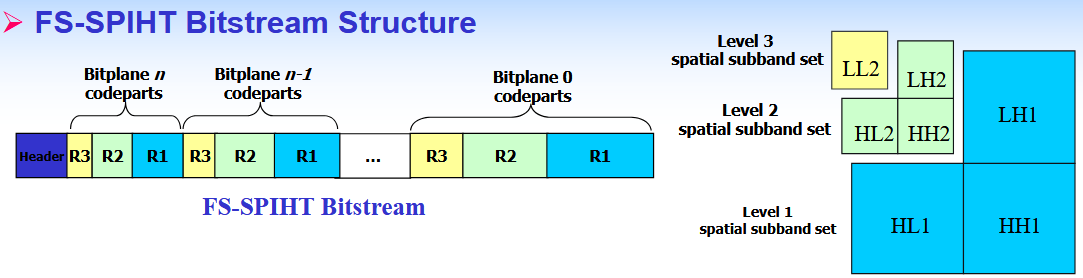 FS-SPIHT Bitstream Structure
Bitplane n
codeparts
Bitplane n-1
codeparts
Bitplane 0
codeparts
Header R3 R2 R1 R3 R2 R1 ... R3 R2 R1
FS-SPIHT Bitstream
Level 3
spatial subband set
LL2
LH2
Level 2
spatial subband set
HL2 HH2
LH1
Level 1
spatial subband set
HL1 HH1